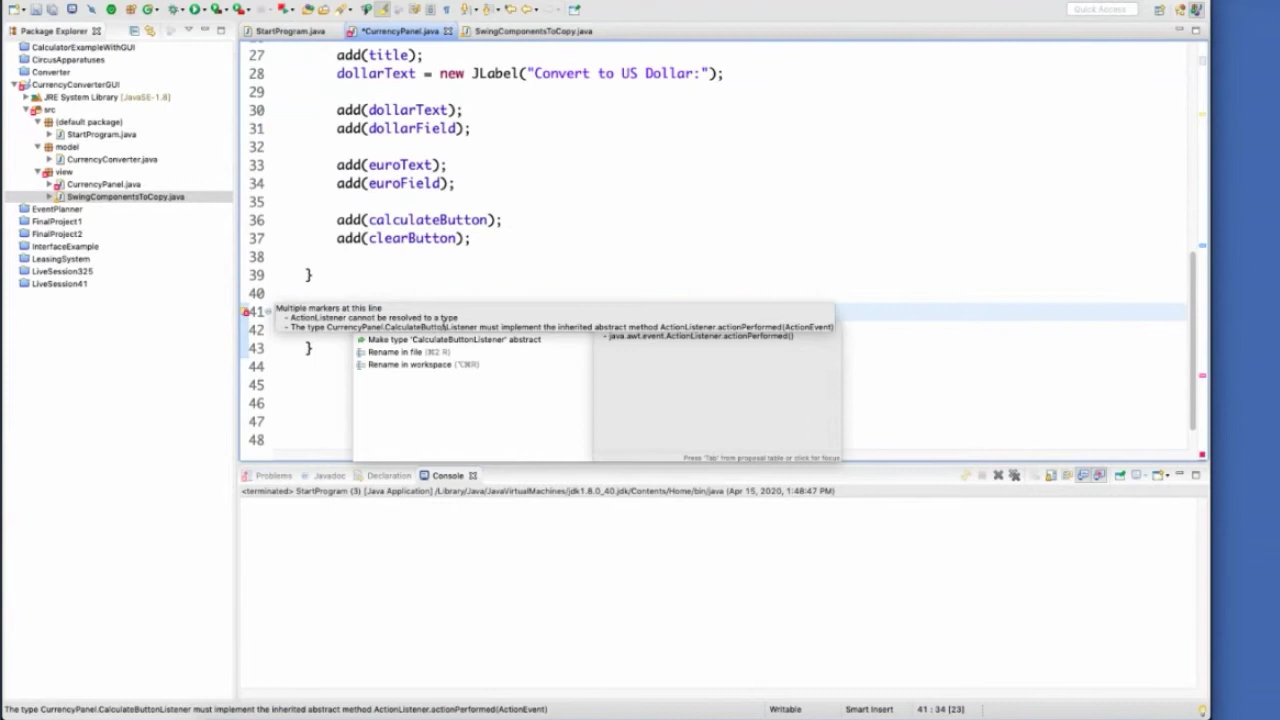 Quick Access
Package Explorer
StartProgram.java
*CurrencyPanel.java
SwingComponentsToCopy.java
CalculatorExampleWithGUI
CircusApparatuses
Converter
CurrencyConverterGUI
JRE System Library [JavaSE-1.8]
src
(default package)
StartProgram.java
model
CurrencyConverter.java
view
CurrencyPanel.java
SwingComponentsToCopy.java
EventPlanner
FinalProject1
FinalProject2
InterfaceExample
LeasingSystem
LiveSession325
LiveSession41
27 add(title);
28 dollarText = new JLabel("Convert to US Dollar:");
29
30 add(dollarText);
31 add(dollarField);
32
33 add(euroText);
34 add(euroField);
35
36 add(calculateButton);
37 add(clearButton);
38
39 }
40
41
42
43 }
44
45
46
47
48
Multiple markers at this line
- ActionListener cannot be resolved to a type
- The type CurrencyPanel.CalculateButtonListener must implement the inherited abstract method ActionListener.actionPerformed(ActionEvent)
Make type 'CalculateButtonListener' abstract
Rename in file (⌘2 R)
Rename in workspace (⌥⌘R)
- java.awt.event.ActionListener.actionPerformed()
Press 'Tab' from proposal table or click for focus
Problems
Javadoc
Declaration
Console
<terminated> StartProgram (3) [Java Application] /Library/Java/JavaVirtualMachines/jdk1.8.0_40.jdk/Contents/Home/bin/java (Apr 15, 2020, 1:48:47 PM)
The type CurrencyPanel.CalculateButtonListener must implement the inherited abstract method ActionListener.actionPerformed(ActionEvent)
Writable
Smart Insert
41 : 34 [23]